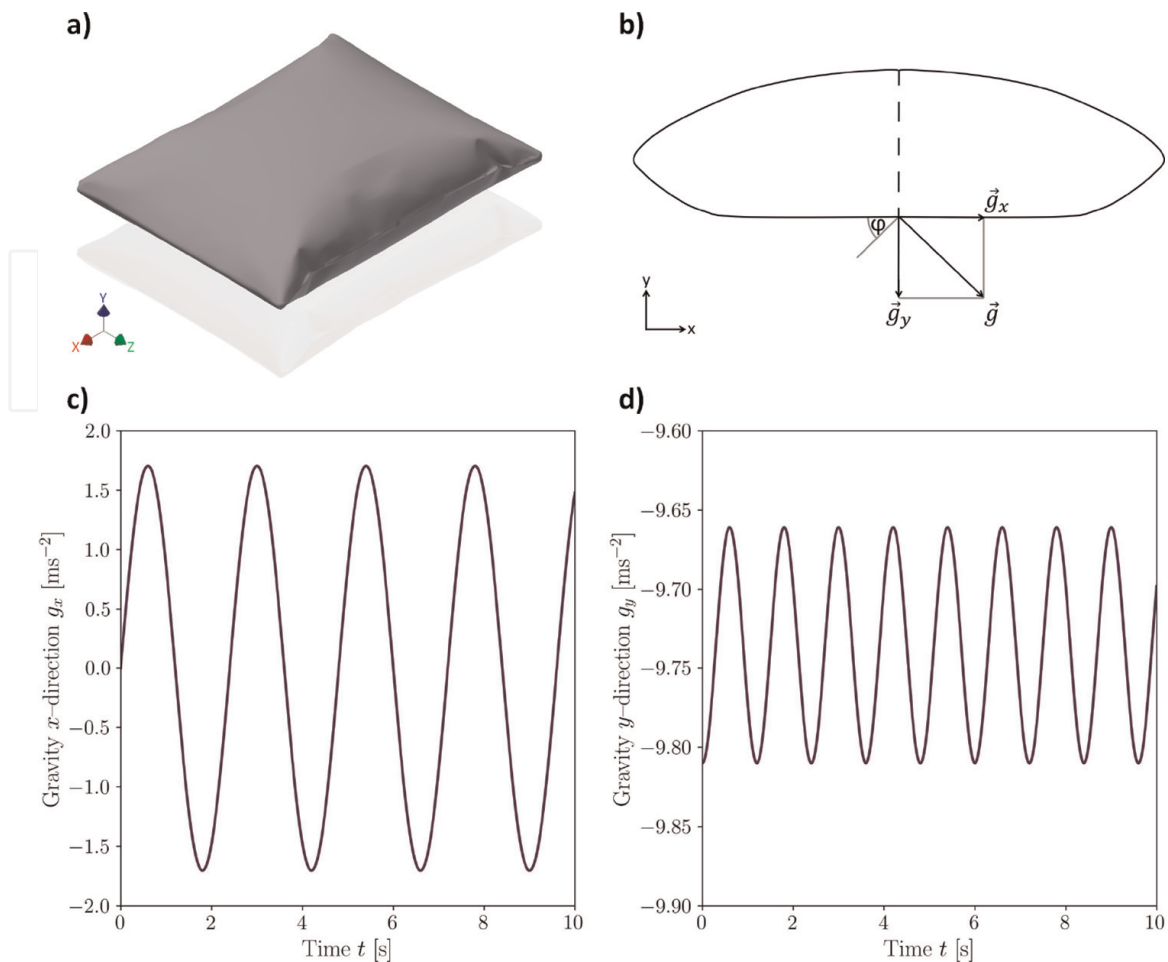 a)
Y
X
Z
b)
φ
g⃗ₓ
g⃗ᵧ
g⃗
y
x
c)
Gravity x–direction gₓ [ms⁻²]
2.0
1.5
1.0
0.5
0.0
−0.5
−1.0
−1.5
−2.0
0 2 4 6 8 10
Time t [s]
d)
Gravity y–direction gᵧ [ms⁻²]
−9.60
−9.65
−9.70
−9.75
−9.80
−9.85
−9.90
0 2 4 6 8 10
Time t [s]